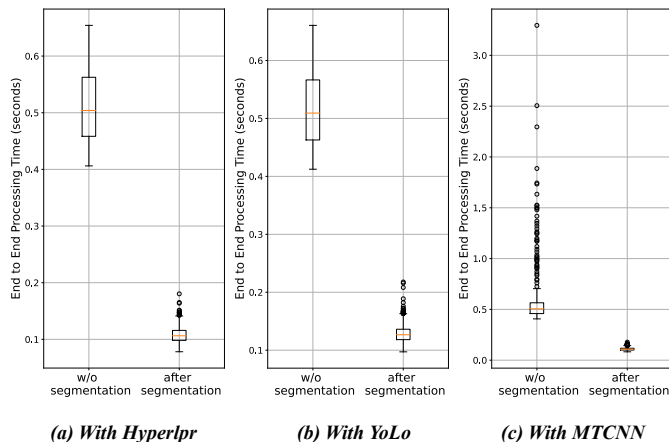 End to End Processing Time (seconds)
0.6
0.5
0.4
0.3
0.2
0.1
w/o
segmentation
after
segmentation
(a) With Hyperlpr
End to End Processing Time (seconds)
0.6
0.5
0.4
0.3
0.2
0.1
w/o
segmentation
after
segmentation
(b) With YoLo
End to End Processing Time (seconds)
3.0
2.5
2.0
1.5
1.0
0.5
0.0
w/o
segmentation
after
segmentation
(c) With MTCNN